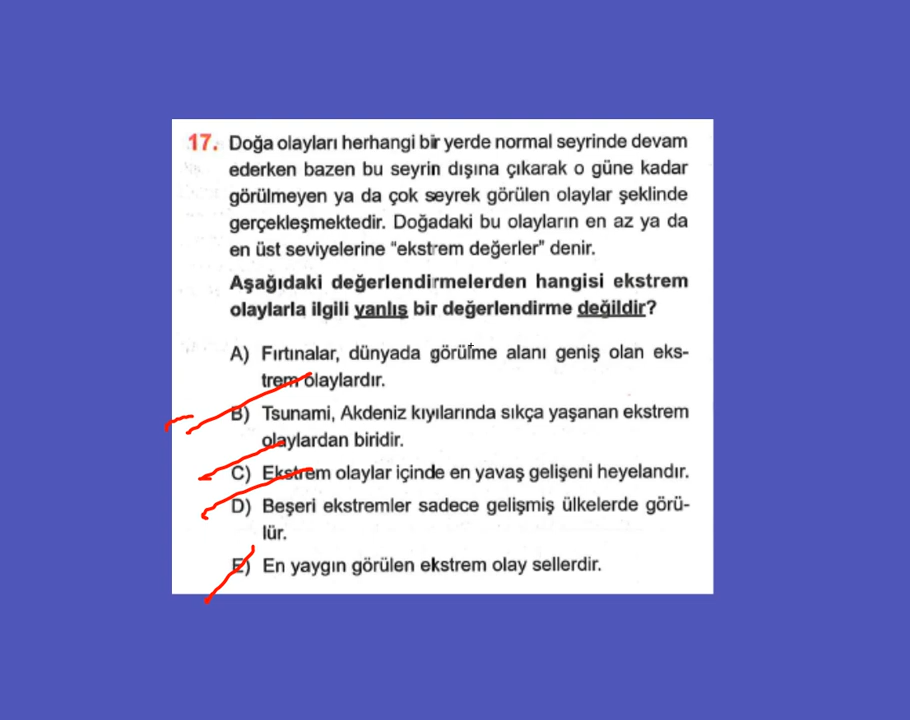 17. Doğa olayları herhangi bir yerde normal seyrinde devam
ederken bazen bu seyrin dışına çıkarak o güne kadar
görülmeyen ya da çok seyrek görülen olaylar şeklinde
gerçekleşmektedir. Doğadaki bu olayların en az ya da
en üst seviyelerine “ekstrem değerler” denir.
Aşağıdaki değerlendirmelerden hangisi ekstrem
olaylarla ilgili yanlış bir değerlendirme değildir?
A) Fırtınalar, dünyada görülme alanı geniş olan eks-
trem olaylardır.
B) Tsunami, Akdeniz kıyılarında sıkça yaşanan ekstrem
olaylardan biridir.
C) Ekstrem olaylar içinde en yavaş gelişeni heyelandır.
D) Beşeri ekstremler sadece gelişmiş ülkelerde görü-
lür.
E) En yaygın görülen ekstrem olay sellerdir.